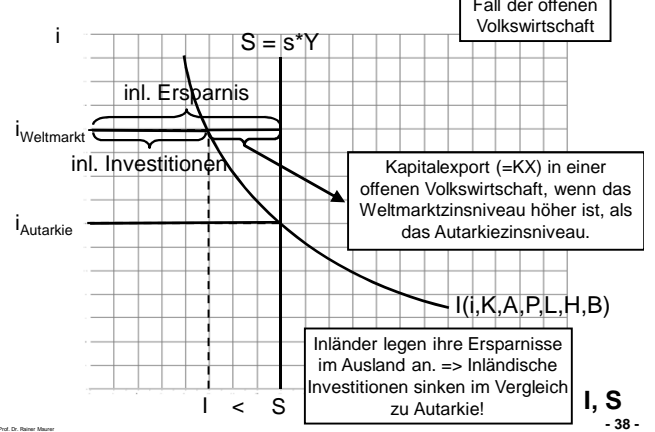 Fall der offenen
Volkswirtschaft
i
S = s*Y
inl. Ersparnis
iWeltmarkt
inl. Investitionen
Kapitalexport (=KX) in einer
offenen Volkswirtschaft, wenn das
Weltmarktzinsniveau höher ist, als
das Autarkiezinsniveau.
iAutarkie
I(i,K,A,P,L,H,B)
Inländer legen ihre Ersparnisse
im Ausland an. => Inländische
Investitionen sinken im Vergleich
zu Autarkie!
I < S
I, S
- 38 -
Prof. Dr. Rainer Maurer